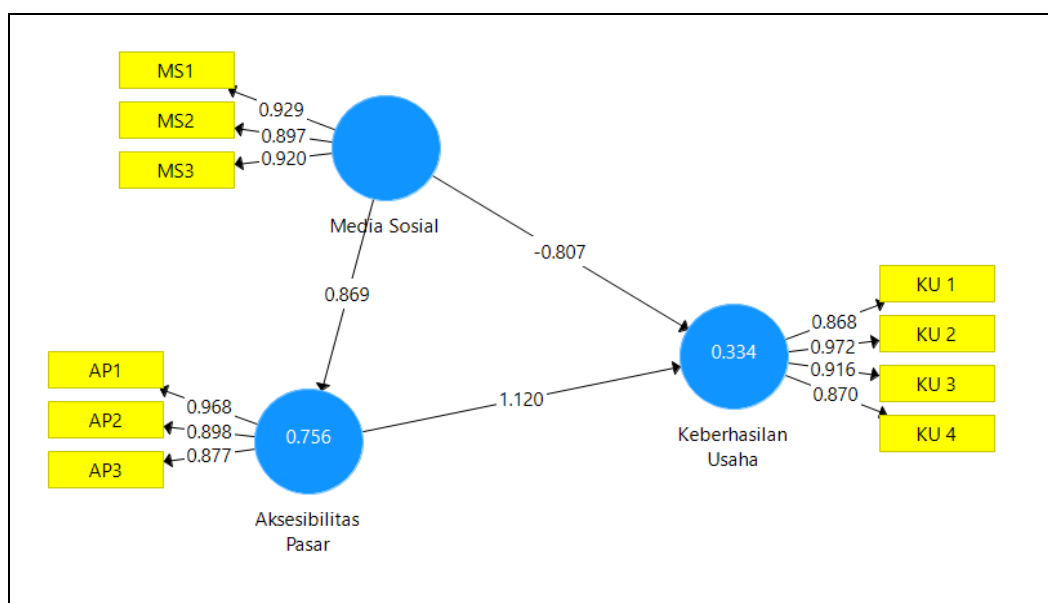 MS1
0.929
MS2
0.897
MS3
0.920
Media Sosial
-0.807
0.869
KU 1
0.868
KU 2
0.972
0.334
0.916
KU 3
0.870
KU 4
AP1
0.968
AP2
0.898
0.756
0.877
AP3
1.120
Keberhasilan
Usaha
Aksesibilitas
Pasar